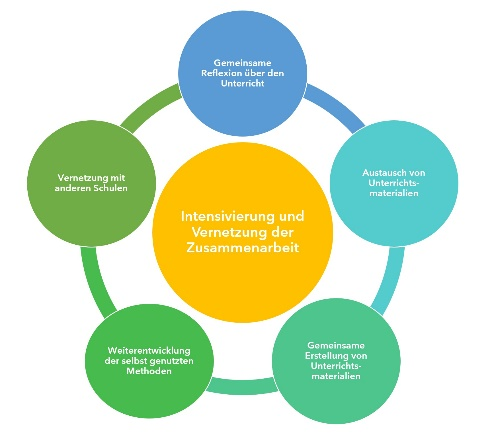 Gemeinsame
Reflexion über den
Unterricht
Austausch von
Unterrichts-
materialien
Gemeinsame
Erstellung von
Unterrichts-
materialien
Weiterentwicklung
der selbst genutzten
Methoden
Vernetzung mit
anderen Schulen
Intensivierung und
Vernetzung der
Zusammenarbeit